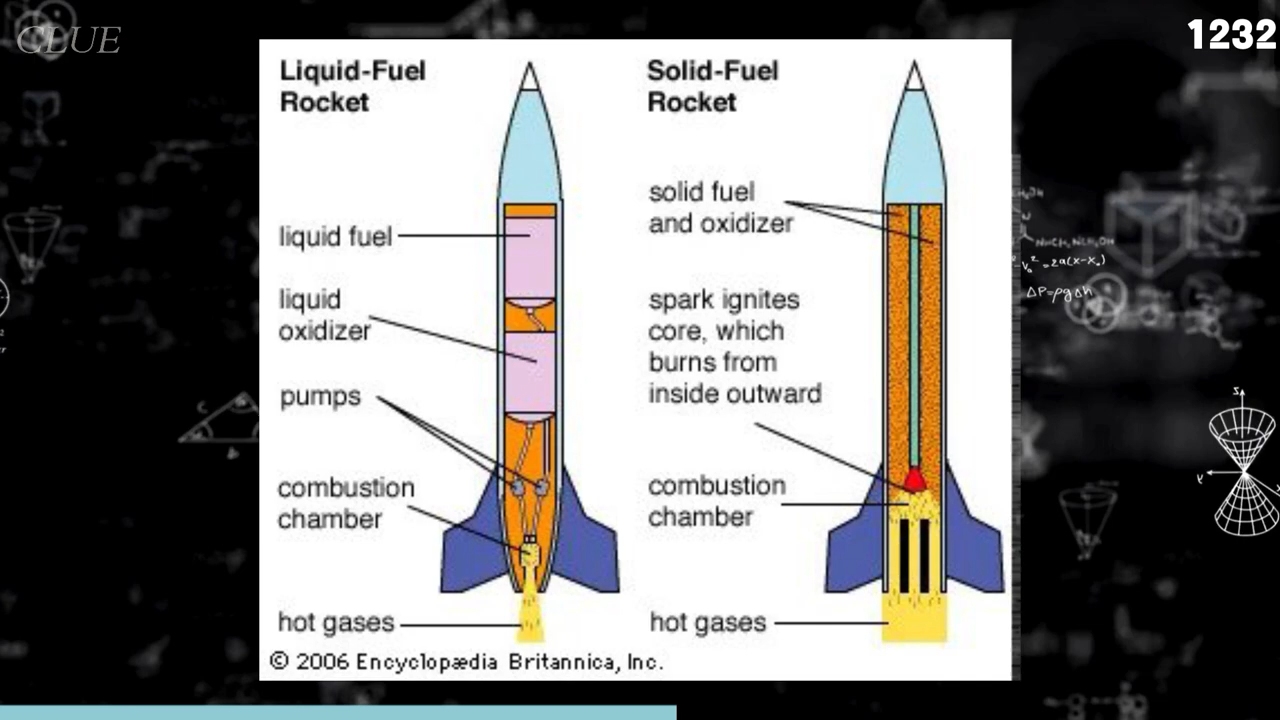 CLUE
1232
Liquid-Fuel
Rocket
liquid fuel
liquid
oxidizer
pumps
combustion
chamber
hot gases
Solid-Fuel
Rocket
solid fuel
and oxidizer
spark ignites
core, which
burns from
inside outward
combustion
chamber
hot gases
© 2006 Encyclopædia Britannica, Inc.
ΔP=ρgΔh